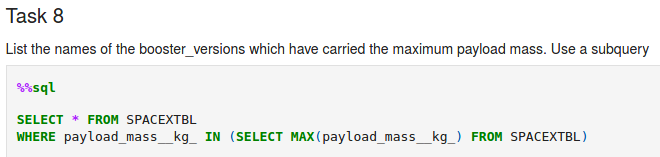 Task 8
List the names of the booster_versions which have carried the maximum payload mass. Use a subquery
%%sql
SELECT * FROM SPACEXTBL
WHERE payload_mass__kg_ IN (SELECT MAX(payload_mass__kg_) FROM SPACEXTBL)